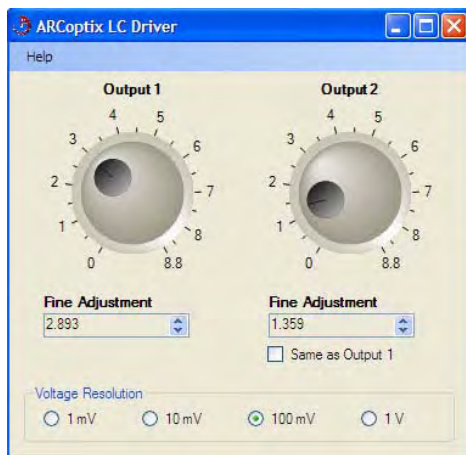 ARCoptix LC Driver
Help
Output 1
Output 2
0 1 2 3 4 5 6 7 8 8.8
0 1 2 3 4 5 6 7 8 8.8
Fine Adjustment
Fine Adjustment
2.893
1.359
Same as Output 1
Voltage Resolution
1 mV
10 mV
100 mV
1 V